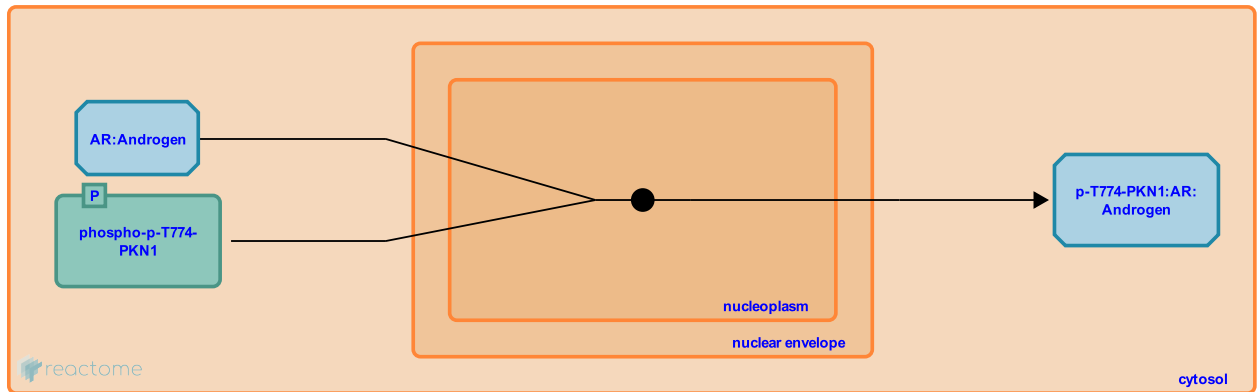 AR:Androgen
P
phospho-p-T774-
PKN1
p-T774-PKN1:AR:
Androgen
nucleoplasm
nuclear envelope
cytosol
reactome